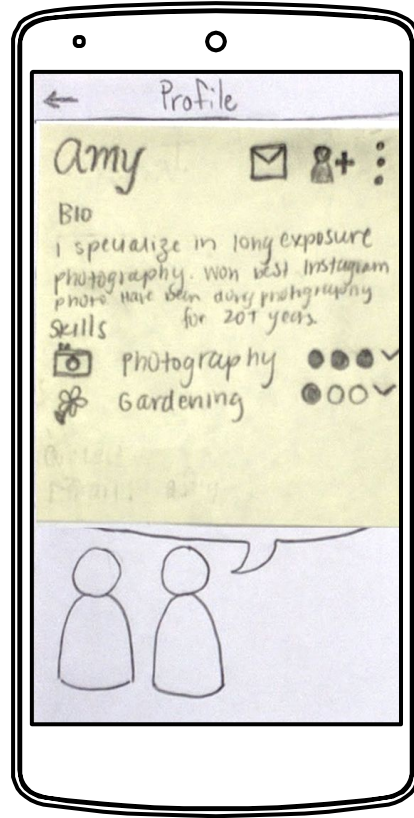 Profile
amy
BIO
i specialize in long exposure
photography. won best Instagram
photo Have been doing photography
for 20+ years.
Skills
Photography
Gardening